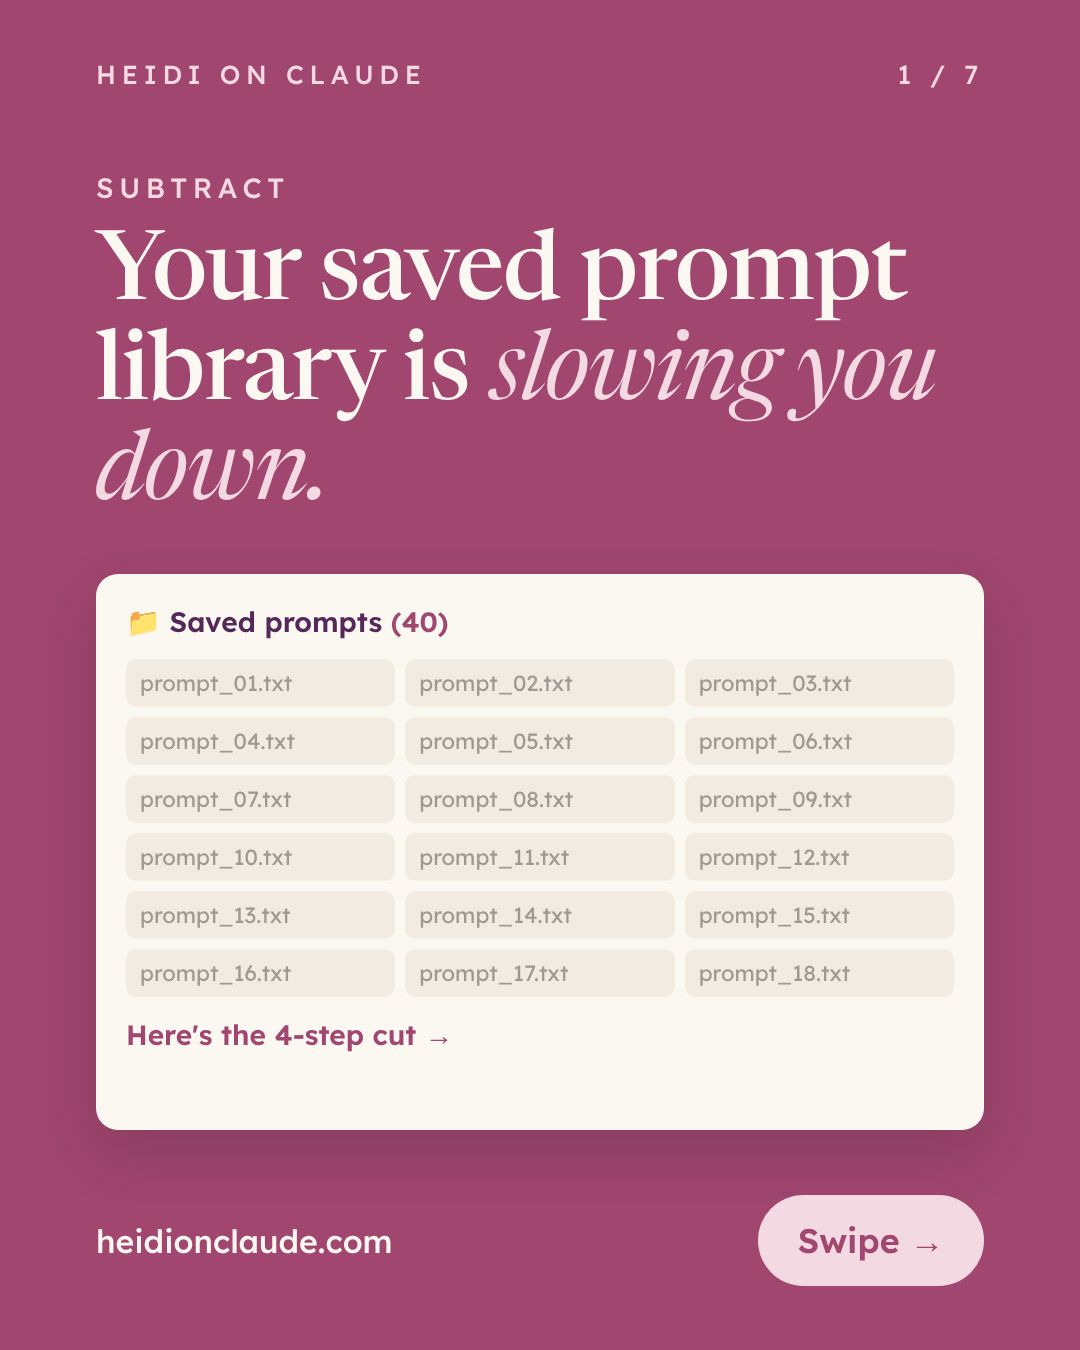 HEIDI ON CLAUDE
1 / 7
SUBTRACT
Your saved prompt
library is slowing you
down.
📁 Saved prompts (40)
prompt_01.txt prompt_02.txt prompt_03.txt
prompt_04.txt prompt_05.txt prompt_06.txt
prompt_07.txt prompt_08.txt prompt_09.txt
prompt_10.txt prompt_11.txt prompt_12.txt
prompt_13.txt prompt_14.txt prompt_15.txt
prompt_16.txt prompt_17.txt prompt_18.txt
Here's the 4-step cut →
heidionclaude.com
Swipe →